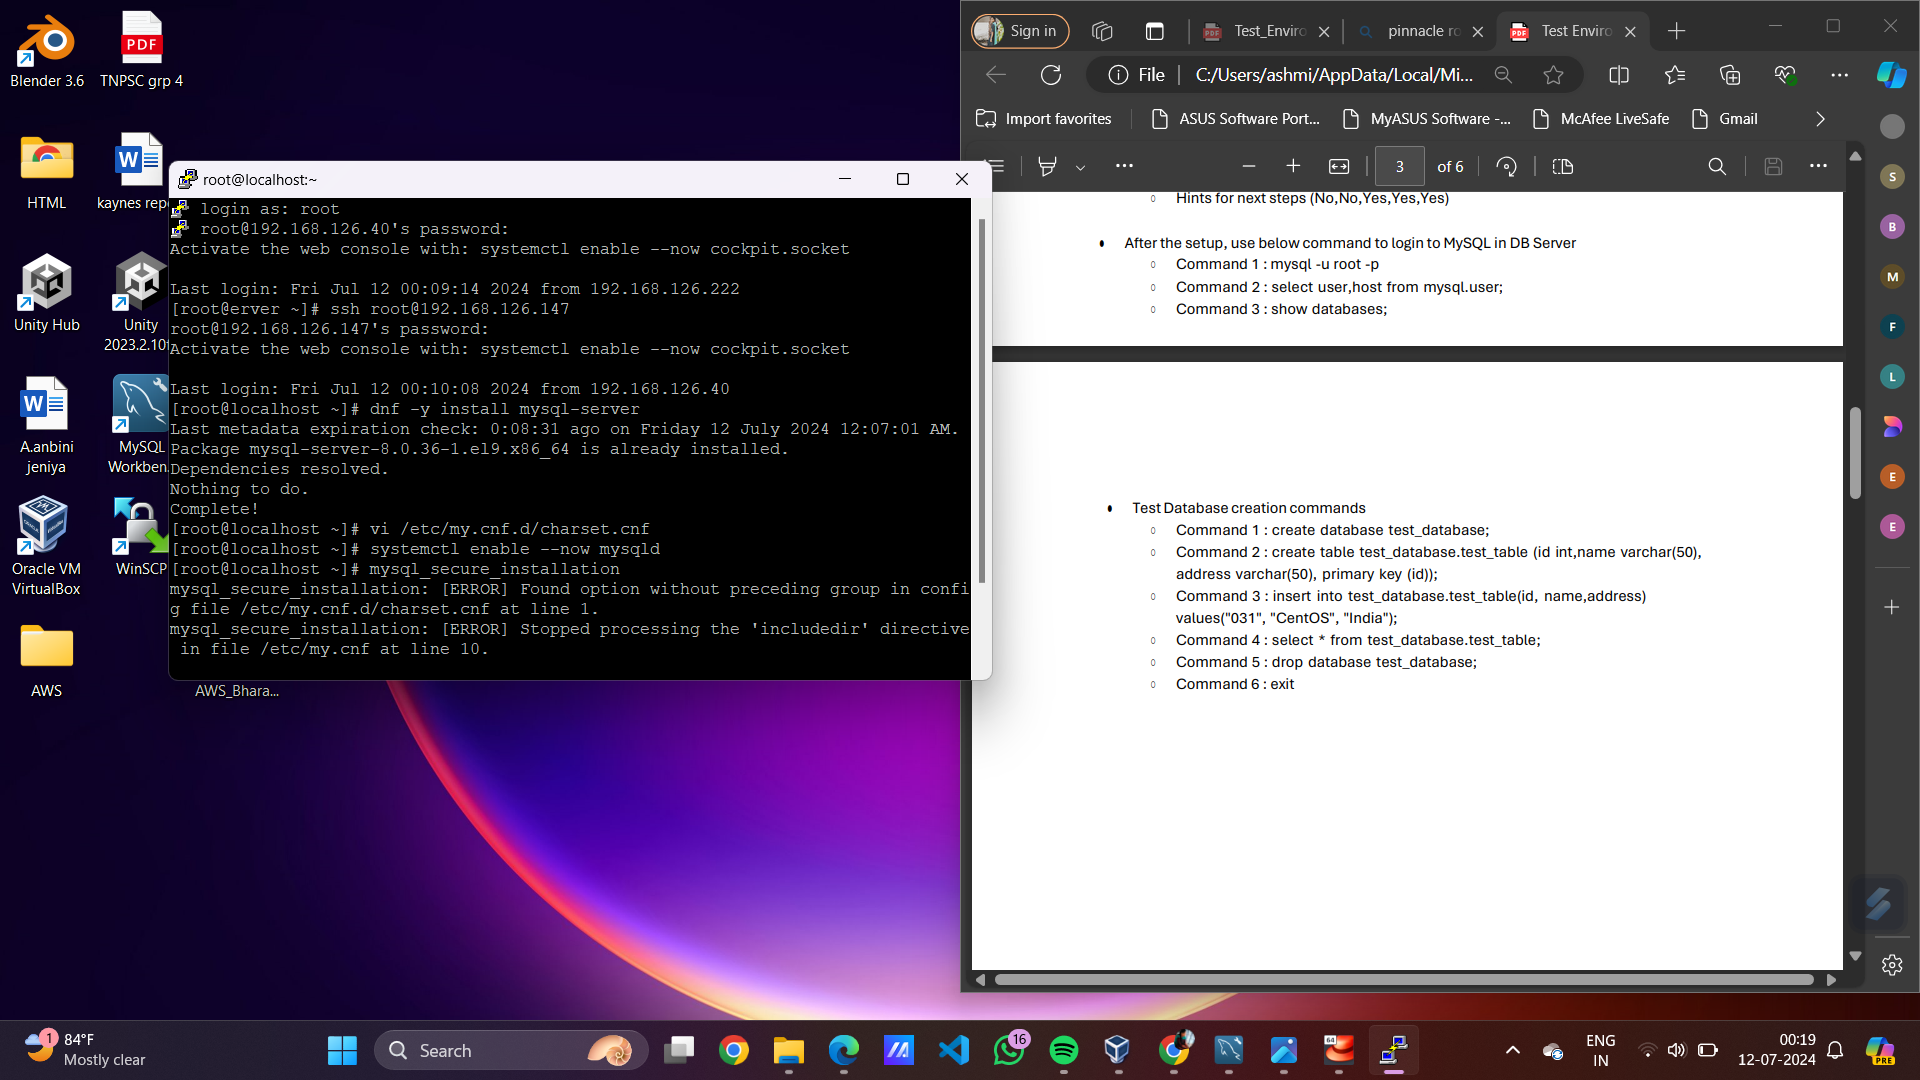 Blender 3.6
TNPSC grp 4
HTML
kaynes rep
Unity Hub
Unity
2023.2.10
A.anbini
jeniya
MySQL
Workben
Oracle VM
VirtualBox
WinSCP
AWS
AWS_Bhara...
root@localhost:~
login as: root
root@192.168.126.40's password:
Activate the web console with: systemctl enable --now cockpit.socket
Last login: Fri Jul 12 00:09:14 2024 from 192.168.126.222
[root@erver ~]# ssh root@192.168.126.147
root@192.168.126.147's password:
Activate the web console with: systemctl enable --now cockpit.socket
Last login: Fri Jul 12 00:10:08 2024 from 192.168.126.40
[root@localhost ~]# dnf -y install mysql-server
Last metadata expiration check: 0:08:31 ago on Friday 12 July 2024 12:07:01 AM.
Package mysql-server-8.0.36-1.el9.x86_64 is already installed.
Dependencies resolved.
Nothing to do.
Complete!
[root@localhost ~]# vi /etc/my.cnf.d/charset.cnf
[root@localhost ~]# systemctl enable --now mysqld
[root@localhost ~]# mysql_secure_installation
mysql_secure_installation: [ERROR] Found option without preceding group in confi
g file /etc/my.cnf.d/charset.cnf at line 1.
mysql_secure_installation: [ERROR] Stopped processing the 'includedir' directive
in file /etc/my.cnf at line 10.
Sign in
Test_Enviro
pinnacle ro
Test Enviro
File
C:/Users/ashmi/AppData/Local/Mi...
Import favorites
ASUS Software Port...
MyASUS Software -...
McAfee LiveSafe
Gmail
3 of 6
Hints for next steps (No,No,Yes,Yes,Yes)
• After the setup, use below command to login to MySQL in DB Server
Command 1 : mysql -u root -p
Command 2 : select user,host from mysql.user;
Command 3 : show databases;
• Test Database creation commands
Command 1 : create database test_database;
Command 2 : create table test_database.test_table (id int,name varchar(50),
address varchar(50), primary key (id));
Command 3 : insert into test_database.test_table(id, name,address)
values("031", "CentOS", "India");
Command 4 : select * from test_database.test_table;
Command 5 : drop database test_database;
Command 6 : exit
S
B
M
F
L
E
E
1
84°F
Mostly clear
Search
16
64
ENG
IN
00:19
12-07-2024
PRE